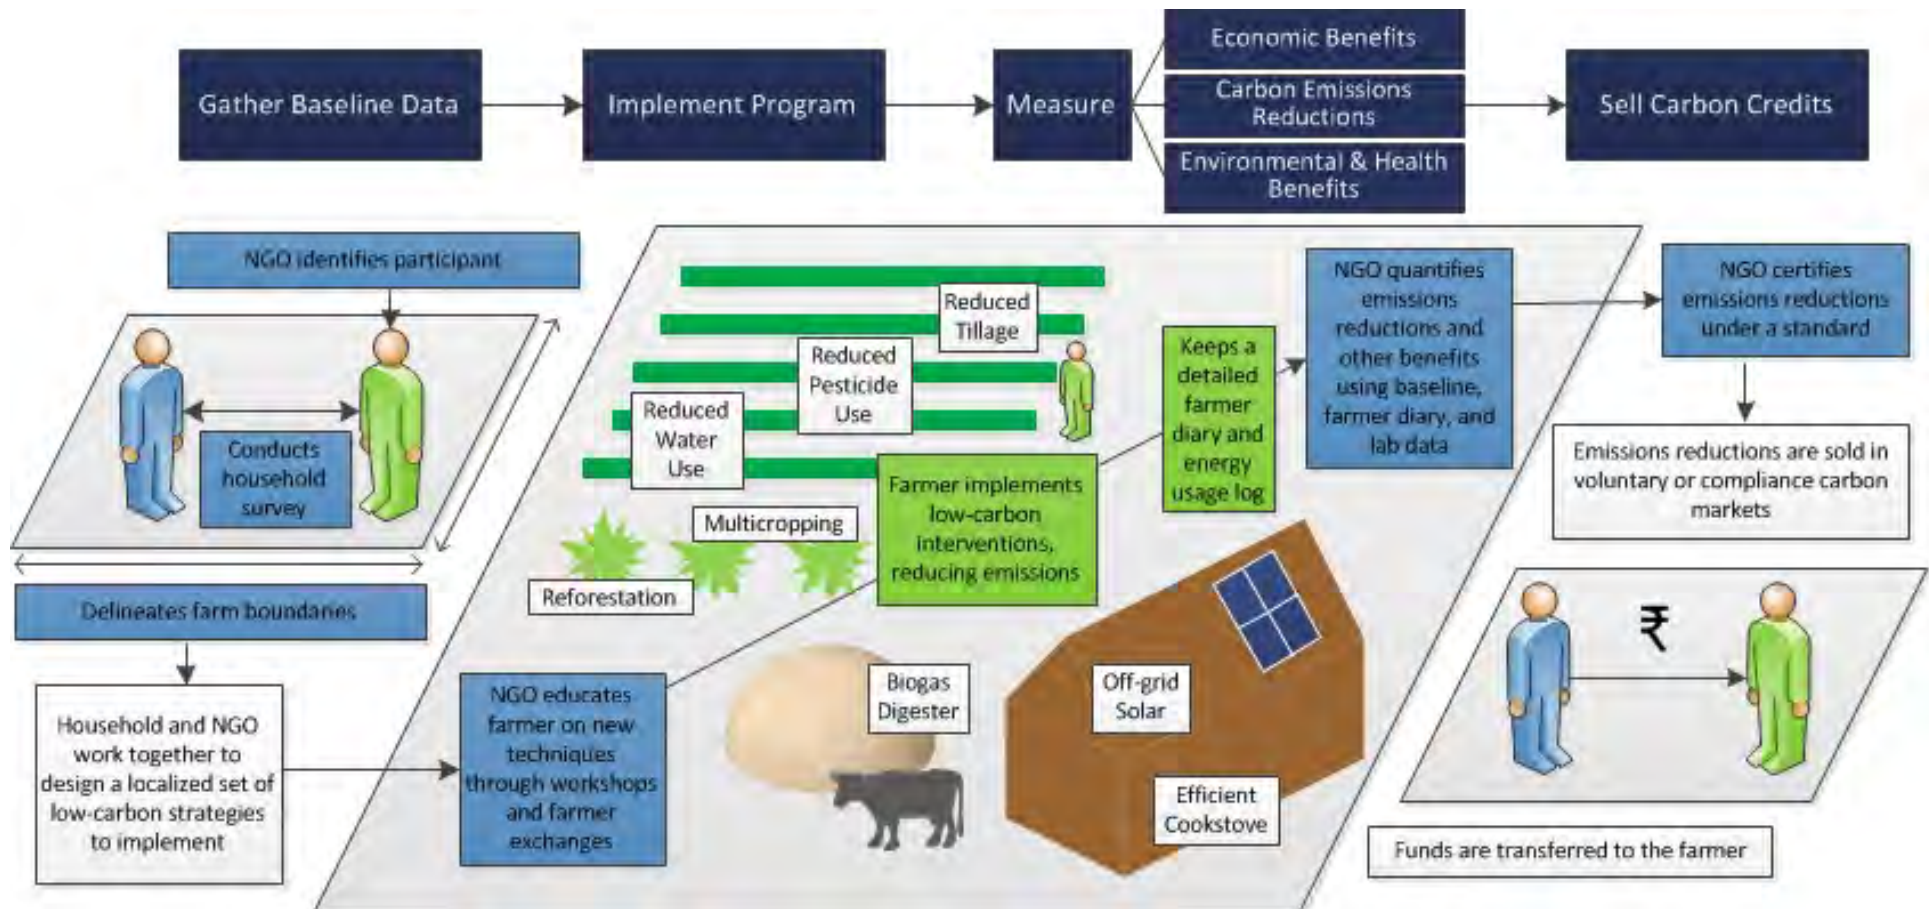 Gather Baseline Data
Implement Program
Measure
Economic Benefits
Carbon Emissions
Reductions
Environmental & Health
Benefits
Sell Carbon Credits
NGO identifies participant
Conducts
household
survey
Delineates farm boundaries
Household and NGO
work together to
design a localized set of
low-carbon strategies
to implement
NGO educates
farmer on new
techniques
through workshops
and farmer
exchanges
Reduced
Tillage
Reduced
Pesticide
Use
Reduced
Water
Use
Multicropping
Reforestation
Farmer implements
low-carbon
interventions,
reducing emissions
Biogas
Digester
Off-grid
Solar
Efficient
Cookstove
Keeps a
detailed
farmer
diary and
energy
usage log
NGO quantifies
emissions
reductions and
other benefits
using baseline,
farmer diary, and
lab data
NGO certifies
emissions reductions
under a standard
Emissions reductions are sold in
voluntary or compliance carbon
markets
₹
Funds are transferred to the farmer